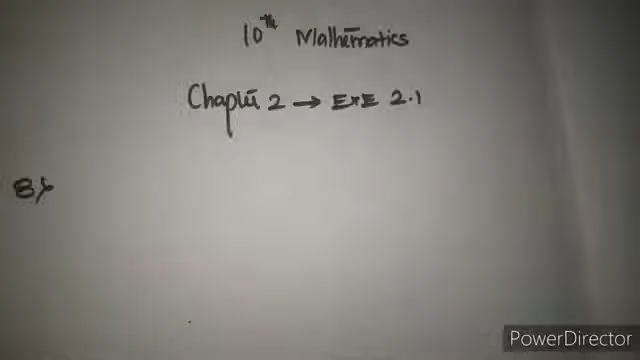 10th Mathematics
Chapter 2 → EXE 2.1
8)
PowerDirector